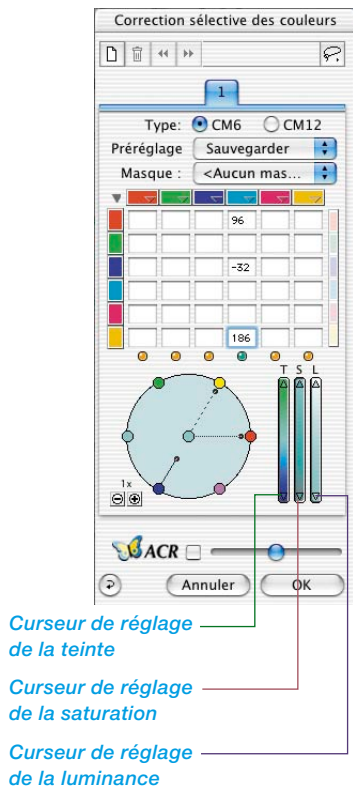 Correction sélective des couleurs
1
Type: CM6 CM12
Préréglage Sauvegarder
Masque : <Aucun mas...
96
-32
186
T S L
1x
ACR
Annuler OK
Curseur de réglage
de la teinte
Curseur de réglage
de la saturation
Curseur de réglage
de la luminance